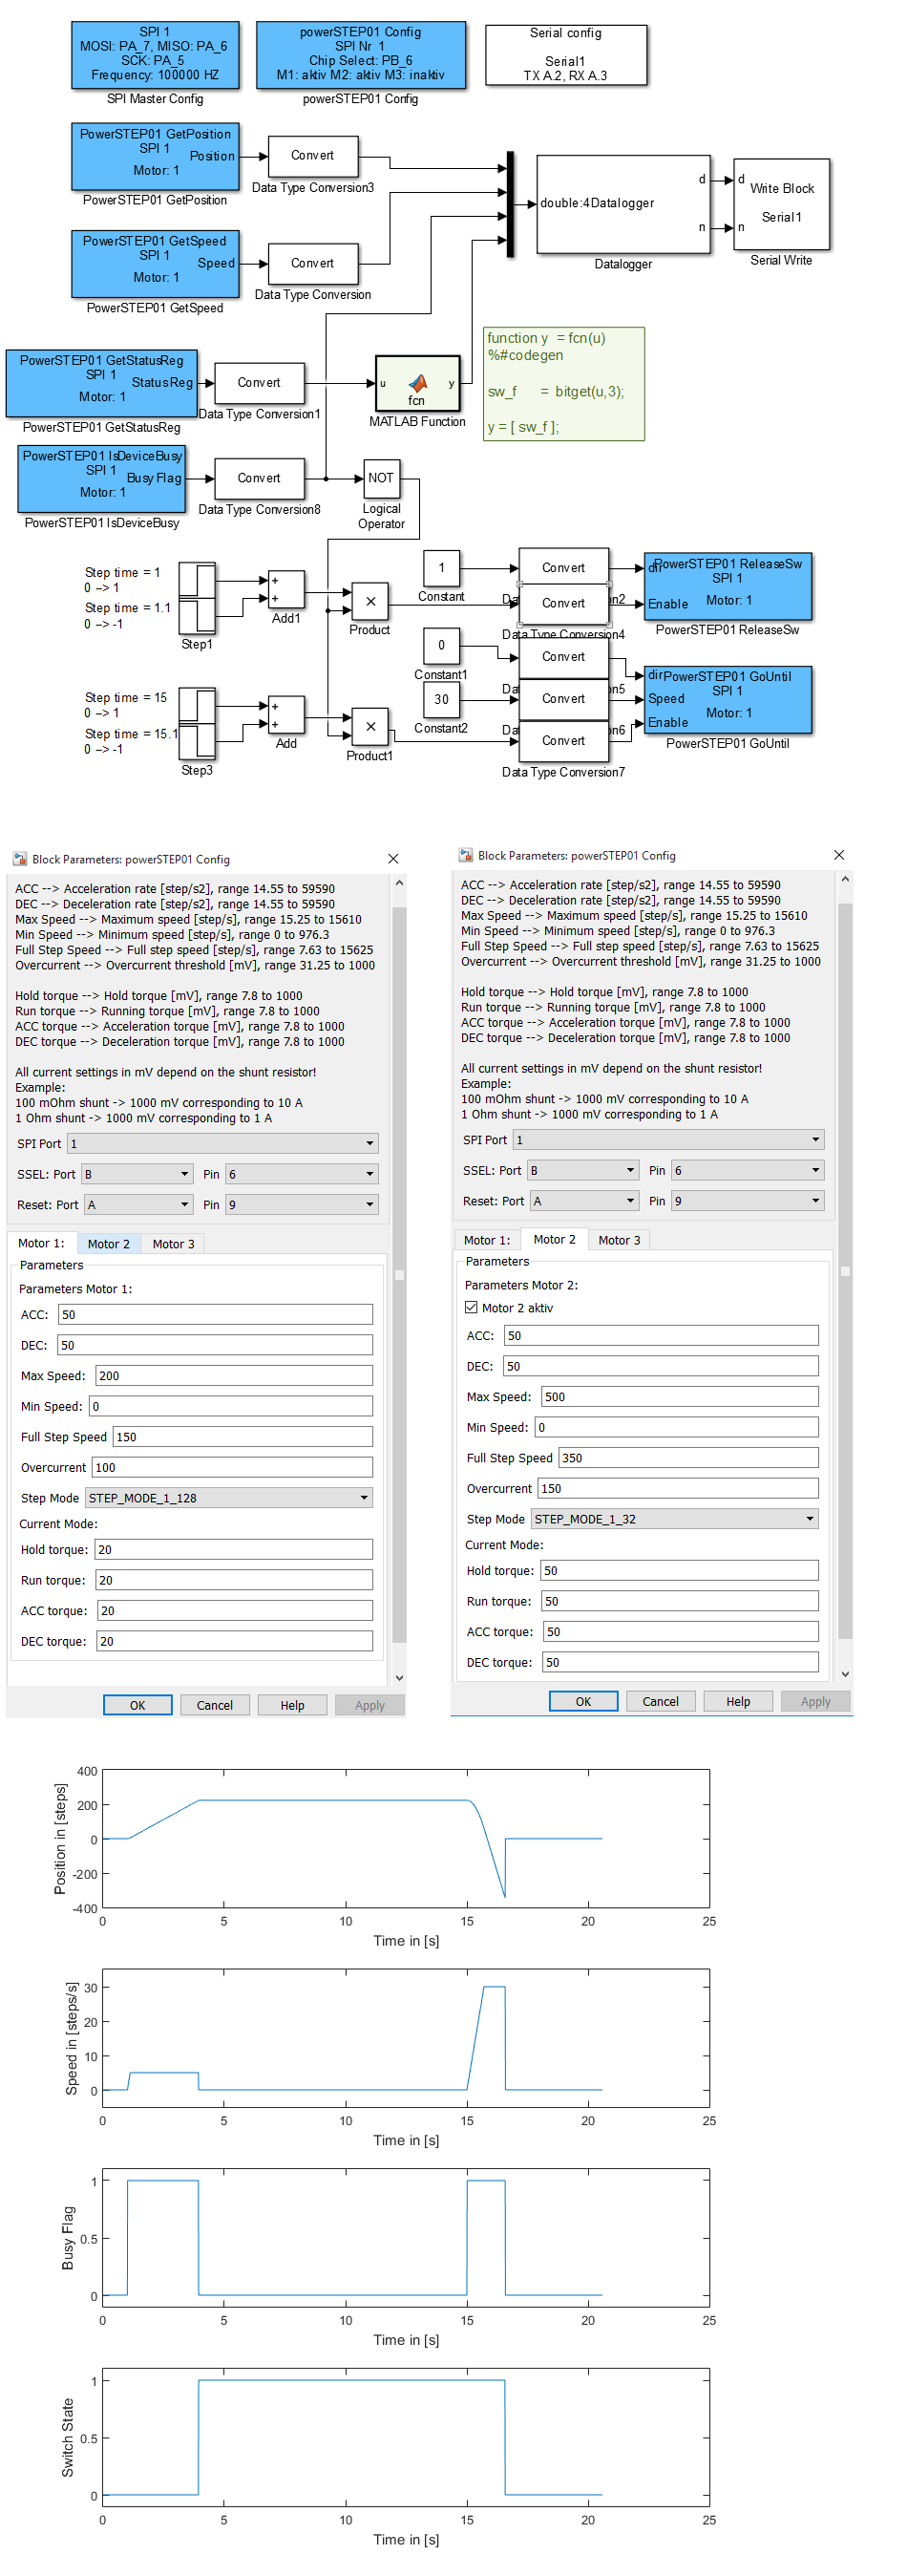 SPI 1
MOSI: PA_7, MISO: PA_6
SCK: PA_5
Frequency: 100000 HZ
SPI Master Config
powerSTEP01 Config
SPI Nr 1
Chip Select: PB_6
M1: aktiv M2: aktiv M3: inaktiv
powerSTEP01 Config
Serial config
Serial1
TX A.2, RX A.3
PowerSTEP01 GetPosition
SPI 1
Position
Motor: 1
PowerSTEP01 GetPosition
Convert
Data Type Conversion3
PowerSTEP01 GetSpeed
SPI 1
Speed
Motor: 1
PowerSTEP01 GetSpeed
Convert
Data Type Conversion
double:4Datalogger
d
n
Datalogger
d
Write Block
Serial1
n
Serial Write
PowerSTEP01 GetStatusReg
SPI 1
StatusReg
Motor: 1
PowerSTEP01 GetStatusReg
Convert
Data Type Conversion1
u
y
fcn
MATLAB Function
function y = fcn(u)
%#codegen
sw_f = bitget(u,3);
y = [ sw_f ];
PowerSTEP01 IsDeviceBusy
SPI 1
Busy Flag
Motor: 1
PowerSTEP01 IsDeviceBusy
Convert
Data Type Conversion8
NOT
Logical
Operator
Step time = 1
0 --> 1
Step time = 1.1
0 --> -1
Step1
+
+
Add1
×
Product
1
Constant
Convert
Convert
Data Type Conversion4
dir
PowerSTEP01 ReleaseSw
SPI 1
Enable
Motor: 1
PowerSTEP01 ReleaseSw
0
Constant1
30
Constant2
Convert
Convert
Convert
Data Type Conversion7
dir
PowerSTEP01 GoUntil
SPI 1
Speed
Motor: 1
Enable
PowerSTEP01 GoUntil
Step time = 15
0 --> 1
Step time = 15.1
0 --> -1
Step3
+
+
Add
×
Product1
Block Parameters: powerSTEP01 Config
ACC --> Acceleration rate [step/s2], range 14.55 to 59590
DEC --> Deceleration rate [step/s2], range 14.55 to 59590
Max Speed --> Maximum speed [step/s], range 15.25 to 15610
Min Speed --> Minimum speed [step/s], range 0 to 976.3
Full Step Speed --> Full step speed [step/s], range 7.63 to 15625
Overcurrent --> Overcurrent threshold [mV], range 31.25 to 1000
Hold torque --> Hold torque [mV], range 7.8 to 1000
Run torque --> Running torque [mV], range 7.8 to 1000
ACC torque --> Acceleration torque [mV], range 7.8 to 1000
DEC torque --> Deceleration torque [mV], range 7.8 to 1000
All current settings in mV depend on the shunt resistor!
Example:
100 mOhm shunt -> 1000 mV corresponding to 10 A
1 Ohm shunt -> 1000 mV corresponding to 1 A
SPI Port 1
SSEL: Port B Pin 6
Reset: Port A Pin 9
Motor 1: Motor 2 Motor 3
Parameters
Parameters Motor 1:
ACC: 50
DEC: 50
Max Speed: 200
Min Speed: 0
Full Step Speed 150
Overcurrent 100
Step Mode STEP_MODE_1_128
Current Mode:
Hold torque: 20
Run torque: 20
ACC torque: 20
DEC torque: 20
OK Cancel Help Apply
Block Parameters: powerSTEP01 Config
ACC --> Acceleration rate [step/s2], range 14.55 to 59590
DEC --> Deceleration rate [step/s2], range 14.55 to 59590
Max Speed --> Maximum speed [step/s], range 15.25 to 15610
Min Speed --> Minimum speed [step/s], range 0 to 976.3
Full Step Speed --> Full step speed [step/s], range 7.63 to 15625
Overcurrent --> Overcurrent threshold [mV], range 31.25 to 1000
Hold torque --> Hold torque [mV], range 7.8 to 1000
Run torque --> Running torque [mV], range 7.8 to 1000
ACC torque --> Acceleration torque [mV], range 7.8 to 1000
DEC torque --> Deceleration torque [mV], range 7.8 to 1000
All current settings in mV depend on the shunt resistor!
Example:
100 mOhm shunt -> 1000 mV corresponding to 10 A
1 Ohm shunt -> 1000 mV corresponding to 1 A
SPI Port 1
SSEL: Port B Pin 6
Reset: Port A Pin 9
Motor 1: Motor 2 Motor 3
Parameters
Parameters Motor 2:
Motor 2 aktiv
ACC: 50
DEC: 50
Max Speed: 500
Min Speed: 0
Full Step Speed 350
Overcurrent 150
Step Mode STEP_MODE_1_32
Current Mode:
Hold torque: 50
Run torque: 50
ACC torque: 50
DEC torque: 50
OK Cancel Help Apply
Position in [steps]
400
200
0
-200
-400
0 5 10 15 20 25
Time in [s]
Speed in [steps/s]
30
20
10
0
0 5 10 15 20 25
Time in [s]
Busy Flag
1
0.5
0
0 5 10 15 20 25
Time in [s]
Switch State
1
0.5
0
0 5 10 15 20 25
Time in [s]